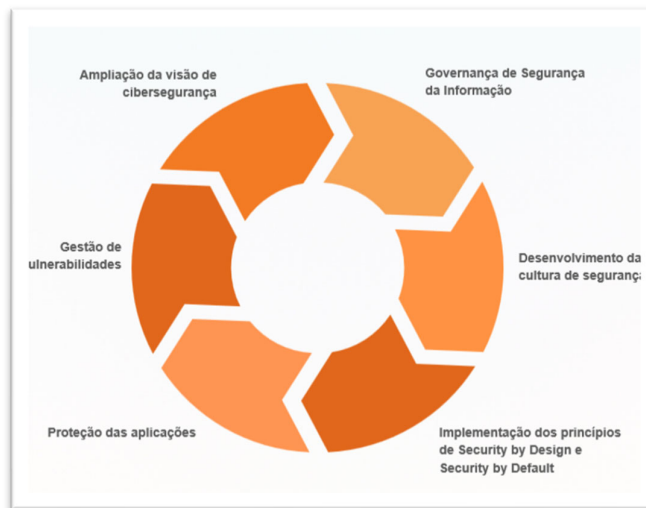 Ampliação da visão de
cibersegurança
Governança de Segurança
da Informação
Gestão de
ulnerabilidades
Desenvolvimento da
cultura de segurança
Proteção das aplicações
Implementação dos princípios
de Security by Design e
Security by Default